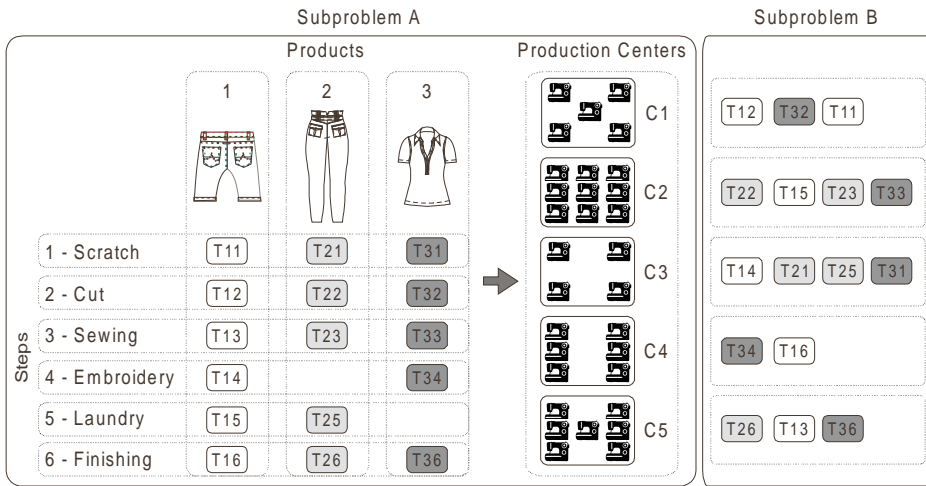 Subproblem A
Subproblem B
Products
Production Centers
1 2 3
C1
T12 T32 T11
C2
T22 T15 T23 T33
Steps
1 - Scratch T11 T21 T31
2 - Cut T12 T22 T32
3 - Sewing T13 T23 T33
4 - Embroidery T14 T34
5 - Laundry T15 T25
6 - Finishing T16 T26 T36
C3
T14 T21 T25 T31
C4
T34 T16
C5
T26 T13 T36